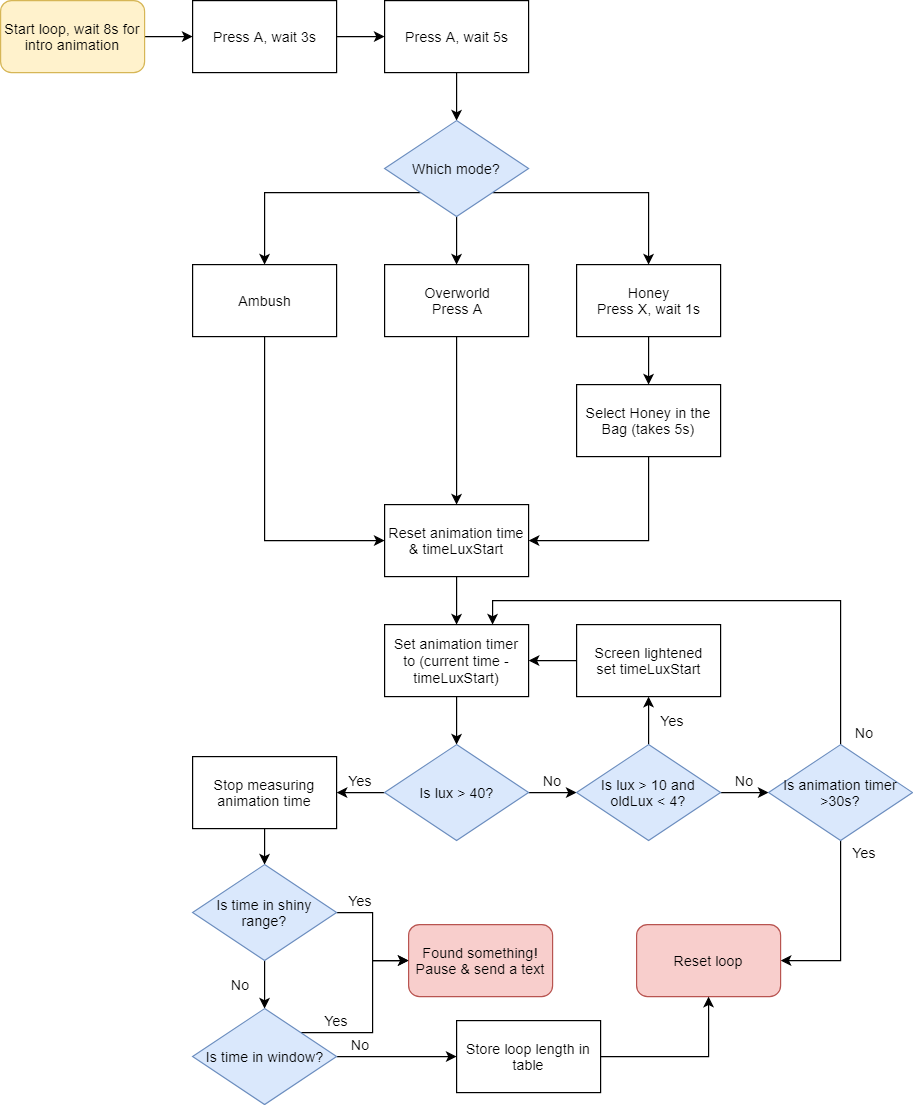 Start loop, wait 8s for
intro animation
Press A, wait 3s
Press A, wait 5s
Which mode?
Ambush
Overworld
Press A
Honey
Press X, wait 1s
Select Honey in the
Bag (takes 5s)
Reset animation time
& timeLuxStart
Set animation timer
to (current time -
timeLuxStart)
Screen lightened
set timeLuxStart
Yes
No
Stop measuring
animation time
Yes
Is lux > 40?
No
Is lux > 10 and
oldLux < 4?
No
Is animation timer
>30s?
Yes
Is time in shiny
range?
Yes
Found something!
Pause & send a text
Reset loop
No
Yes
Is time in window?
No
Store loop length in
table